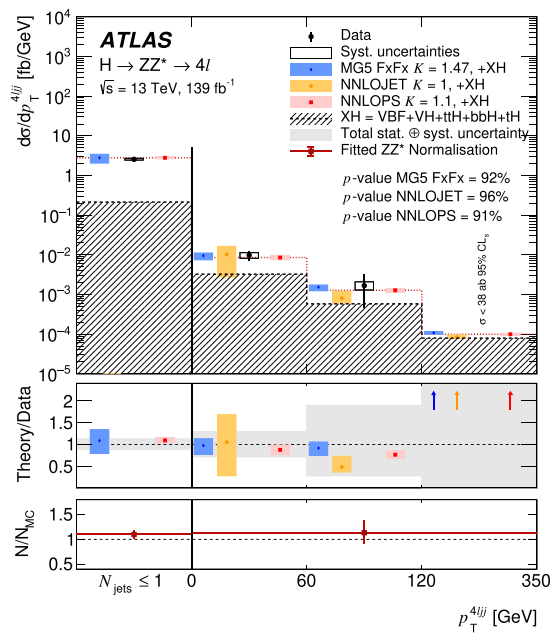 ATLAS
H → ZZ* → 4l
√s = 13 TeV, 139 fb⁻¹
Data
Syst. uncertainties
MG5 FxFx K = 1.47, +XH
NNLOJET K = 1, +XH
NNLOPS K = 1.1, +XH
XH = VBF+VH+ttH+bbH+tH
Total stat. ⊕ syst. uncertainty
Fitted ZZ* Normalisation
p-value MG5 FxFx = 92%
p-value NNLOJET = 96%
p-value NNLOPS = 91%
σ < 38 ab 95% CLₛ
dσ/dp_T^4ljj [fb/GeV]
10⁴
10³
10²
10
1
10⁻¹
10⁻²
10⁻³
10⁻⁴
10⁻⁵
Theory/Data
2
1.5
1
0.5
N/N_MC
1.5
1
0.5
N_jets ≤ 1
0
60
120
350
p_T^4ljj [GeV]